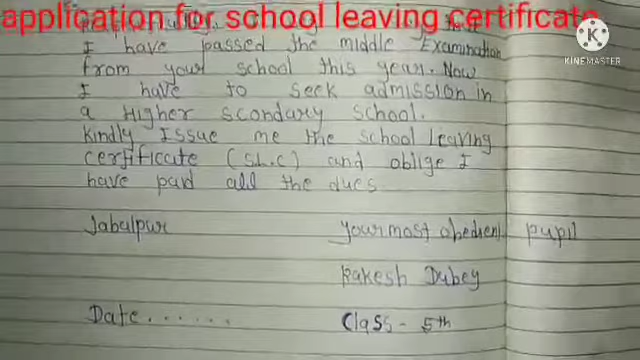 application for school leaving certificate
I have passed the middle Examination
from your school this year. Now
I have to seek admission in
a Higher scondary school.
Kindly Issue me the school Leaving
certificate (S.L.C) and oblige I
have paid all the dues
Jabalpur your most obedient pupil
Rakesh Dubey
Date....... Class - 5th
KINEMASTER